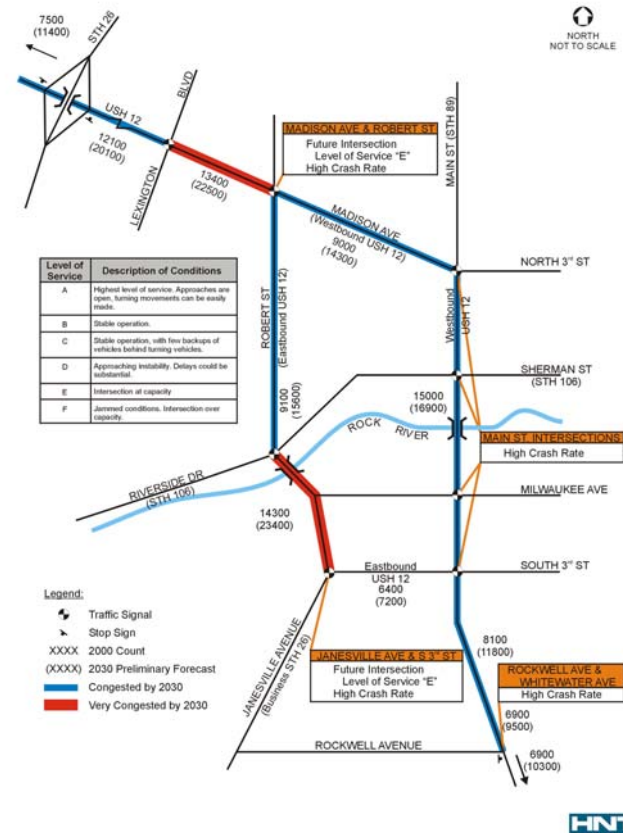 7500
(11400)
STH 26
NORTH
NOT TO SCALE
USH 12
12100
(20100)
BLVD
LEXINGTON
13400
(22500)
MADISON AVE & ROBERT ST
Future Intersection
Level of Service "E"
High Crash Rate
MAIN ST (STH 89)
MADISON AVE
(Westbound USH 12)
9000
(14300)
NORTH 3rd ST
Level of Service
Description of Conditions
A
Highest level of service. Approaches are
open, turning movements can be easily
made.
B
Stable operation.
C
Stable operation, with few backups of
vehicles behind turning vehicles.
D
Approaching instability. Delays could be
substantial.
E
Intersection at capacity
F
Jammed conditions. Intersection over
capacity.
ROBERT ST
(Eastbound USH 12)
9100
(15600)
Westbound
USH 12
SHERMAN ST
(STH 106)
15000
(16900)
ROCK RIVER
MAIN ST. INTERSECTIONS
High Crash Rate
RIVERSIDE DR
(STH 106)
MILWAUKEE AVE
14300
(23400)
Eastbound
USH 12
6400
(7200)
SOUTH 3rd ST
Legend:
Traffic Signal
Stop Sign
XXXX 2000 Count
(XXXX) 2030 Preliminary Forecast
Congested by 2030
Very Congested by 2030
JANESVILLE AVENUE
(Business STH 26)
JANESVILLE AVE & S 3rd ST
Future Intersection
Level of Service "E"
High Crash Rate
8100
(11800)
ROCKWELL AVE &
WHITEWATER AVE
High Crash Rate
6900
(9500)
ROCKWELL AVENUE
6900
(10300)